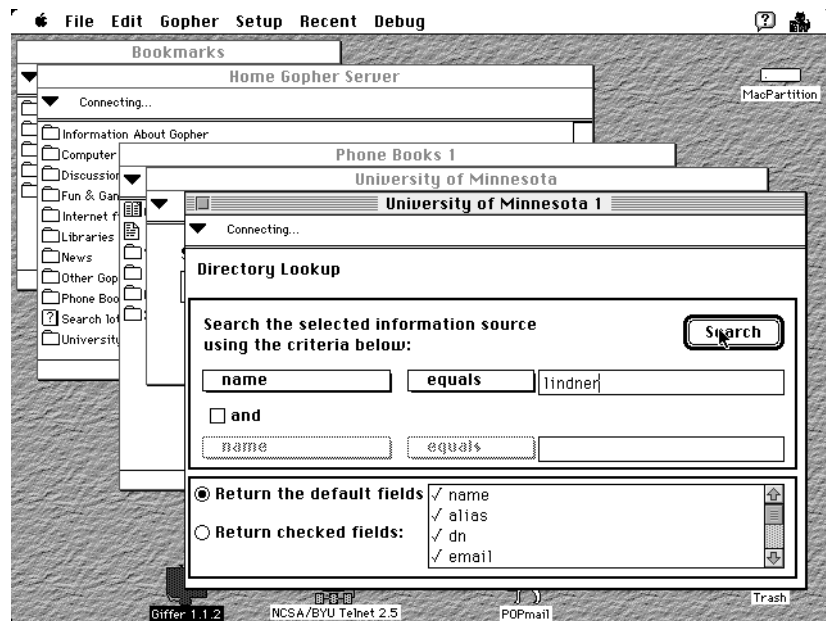 File Edit Gopher Setup Recent Debug
Bookmarks
Home Gopher Server
Connecting...
MacPartition
Information About Gopher
Computer
Phone Books 1
Discussion
University of Minnesota
Fun & Gam
University of Minnesota 1
Internet f
Connecting...
Libraries
News
Directory Lookup
Other Gop
Phone Boo
Search lot
University
Search the selected information source
using the criteria below:
Search
name equals lindner
and
name equals
Return the default fields
Return checked fields:
name
alias
dn
email
Trash
Giffer 1.1.2 NCSA/BYU Telnet 2.5 POPmail